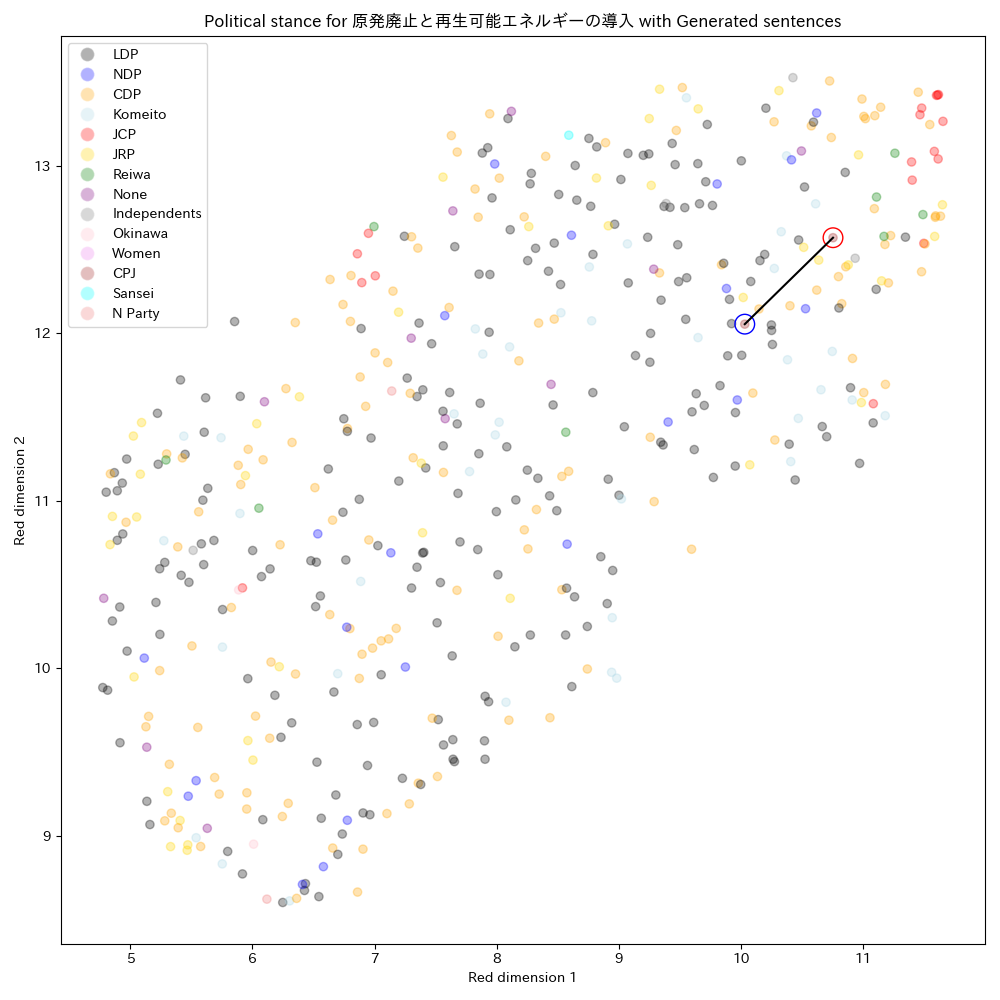 Political stance for 原発廃止と再生可能エネルギーの導入 with Generated sentences
LDP
NDP
CDP
Komeito
JCP
JRP
Reiwa
None
Independents
Okinawa
Women
CPJ
Sansei
N Party
13
12
11
10
9
Red dimension 2
5 6 7 8 9 10 11
Red dimension 1